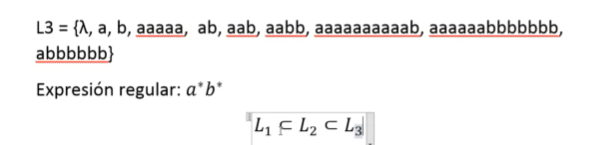 L3 = {λ, a, b, aaaaa, ab, aab, aabb, aaaaaaaaaab, aaaaaabbbbbbb,
abbbbbb}
Expresión regular: a*b*
L₁ ⊆ L₂ ⊂ L₃